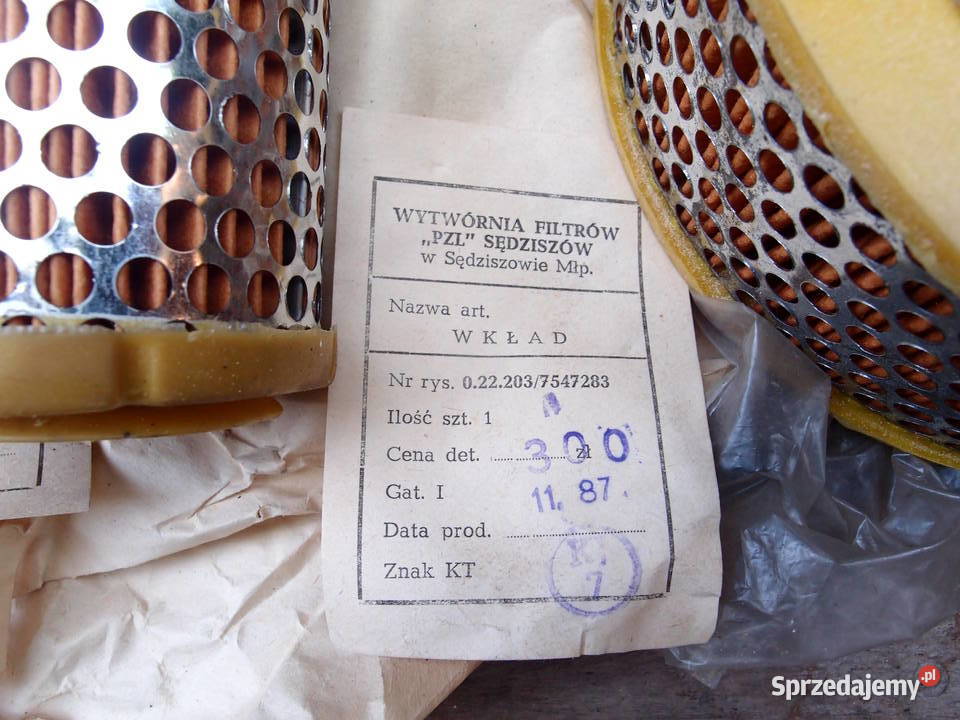 WYTWÓRNIA FILTRÓW
„PZL" SĘDZISZÓW
w Sędziszowie Młp.
Nazwa art.
WKŁAD
Nr rys. 0.22.203/7547283
Ilość szt. 1
Cena det. 300 zł
Gat. I
11. 87.
Data prod.
Znak KT
7
Sprzedajemy.pl